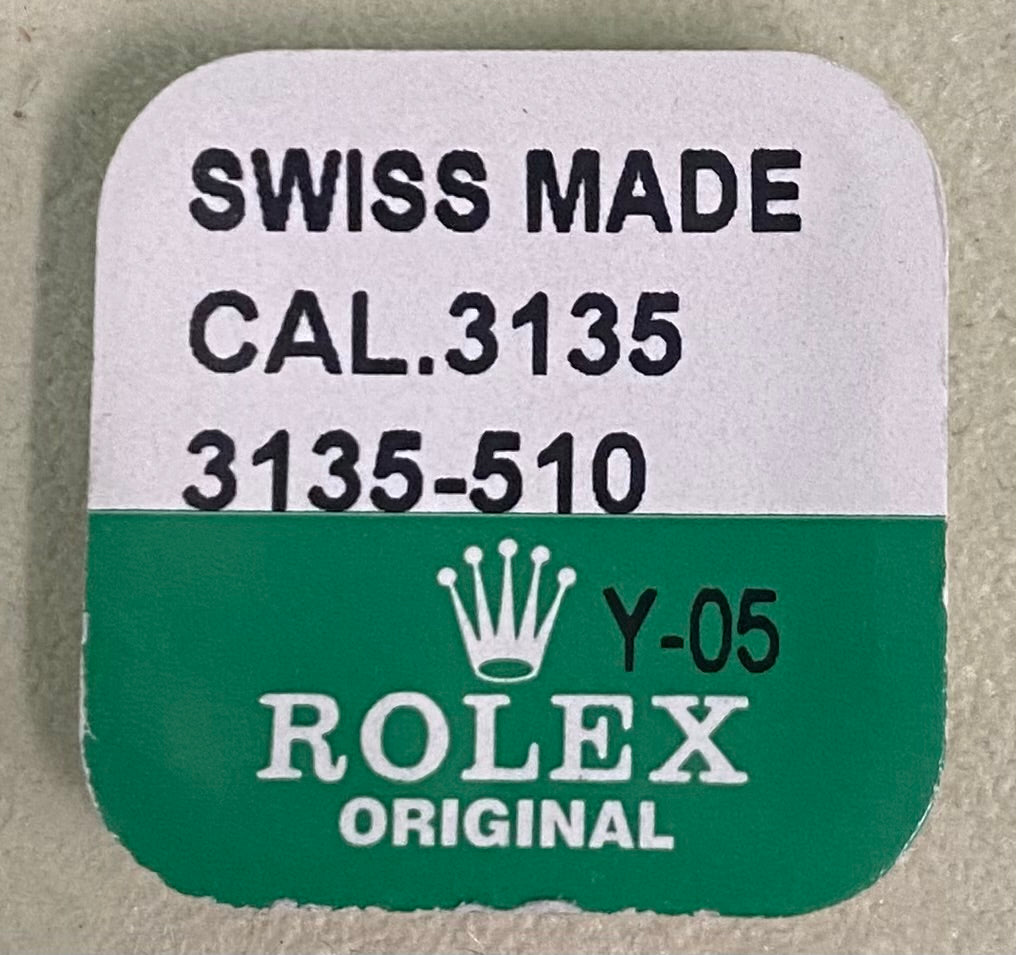 SWISS MADE
CAL.3135
3135-510
Y-05
ROLEX
ORIGINAL